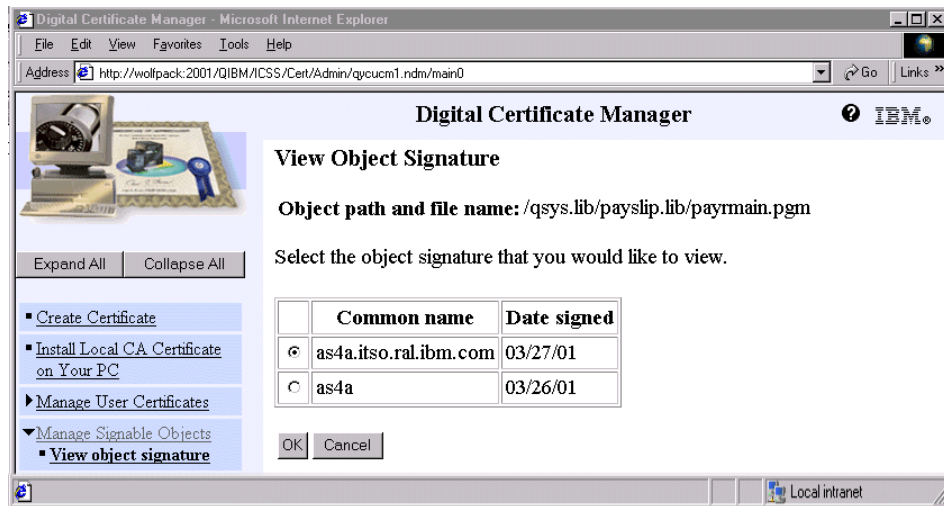 Digital Certificate Manager - Microsoft Internet Explorer
File Edit View Favorites Tools Help
Address http://wolfpack:2001/QIBM/ICSS/Cert/Admin/qycucm1.ndm/main0 Go Links »
Digital Certificate Manager
IBM®
View Object Signature
Object path and file name: /qsys.lib/payslip.lib/payrmain.pgm
Expand All Collapse All
Select the object signature that you would like to view.
Create Certificate
Install Local CA Certificate
on Your PC
Manage User Certificates
Manage Signable Objects
View object signature
Common name Date signed
as4a.itso.ral.ibm.com 03/27/01
as4a 03/26/01
OK Cancel
Local intranet